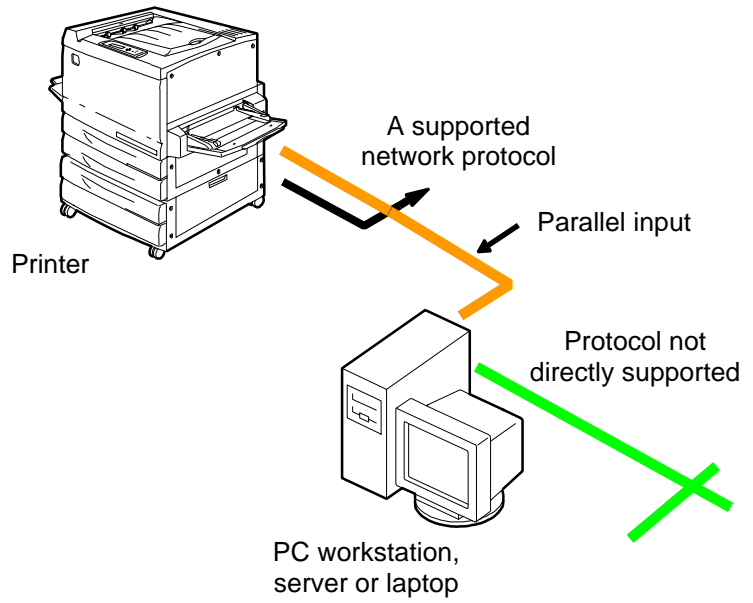 A supported
network protocol
Parallel input
Printer
Protocol not
directly supported
PC workstation,
server or laptop